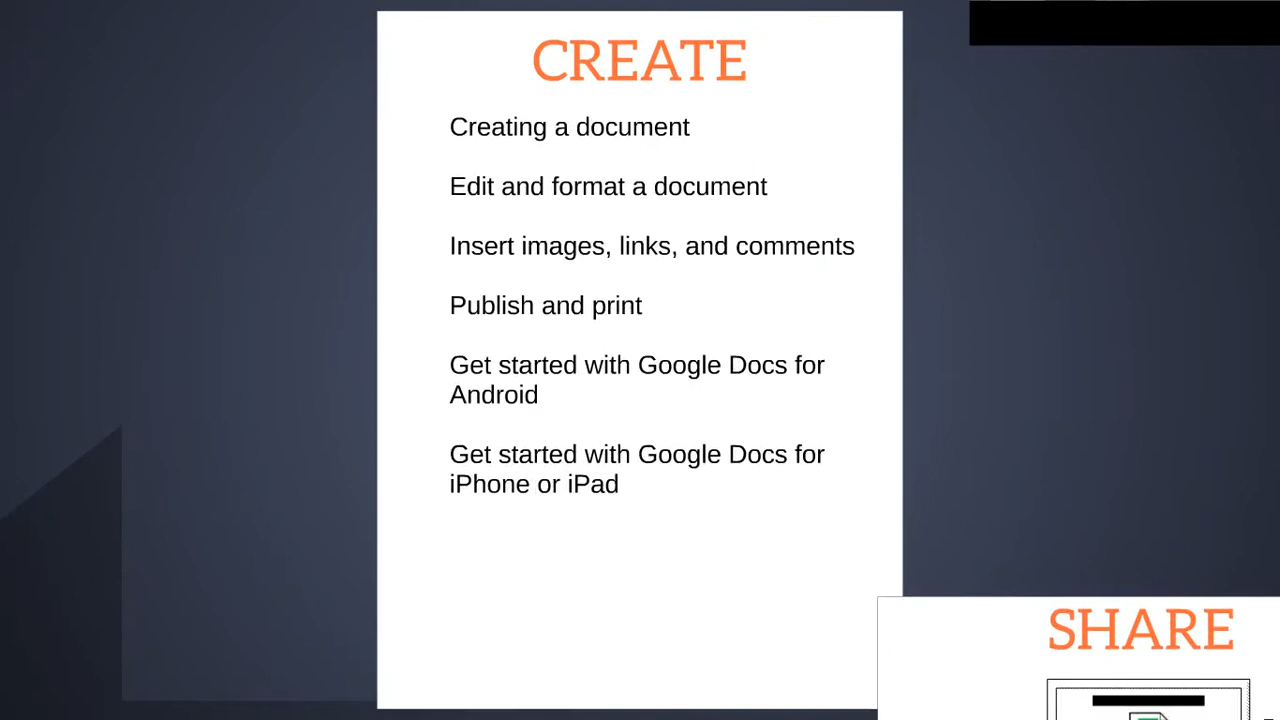 CREATE
Creating a document
Edit and format a document
Insert images, links, and comments
Publish and print
Get started with Google Docs for
Android
Get started with Google Docs for
iPhone or iPad
SHARE